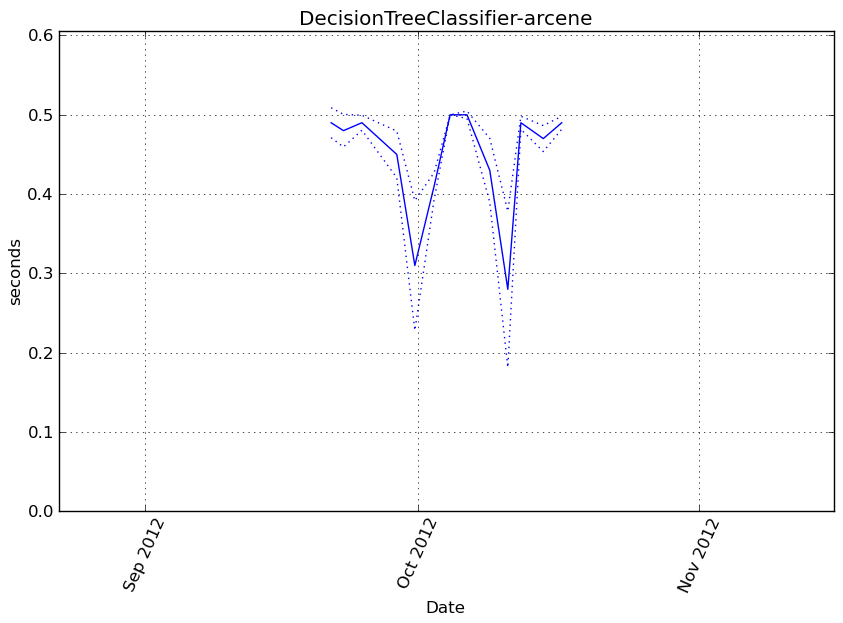 DecisionTreeClassifier-arcene
0.6
0.5
0.4
0.3
0.2
0.1
0.0
seconds
Sep 2012
Oct 2012
Nov 2012
Date